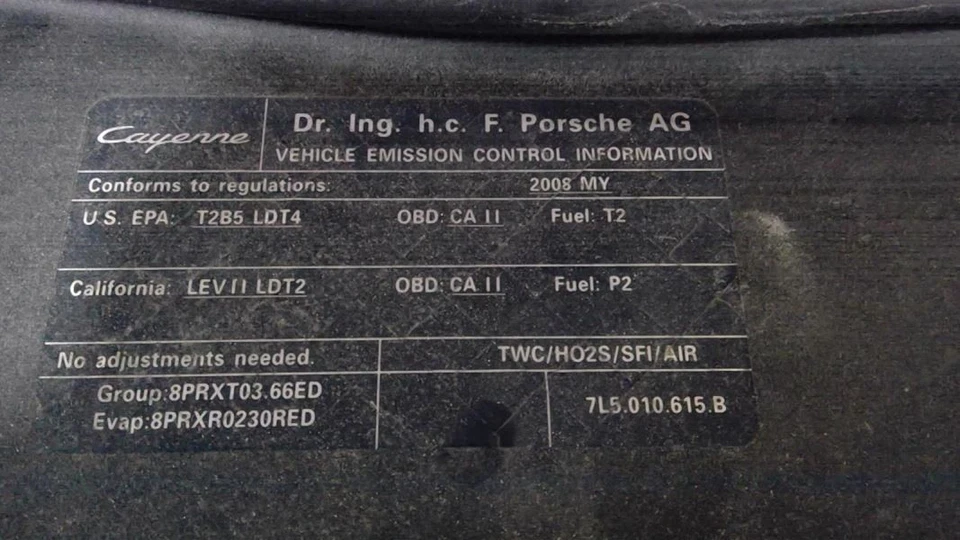 Cayenne
Dr. Ing. h.c. F. Porsche AG
VEHICLE EMISSION CONTROL INFORMATION
Conforms to regulations: 2008 MY
U.S. EPA: T2B5 LDT4 OBD: CA II Fuel: T2
California: LEV II LDT2 OBD: CA II Fuel: P2
No adjustments needed. TWC/HO2S/SFI/AIR
Group:8PRXT03.66ED
Evap:8PRXR0230RED
7L5.010.615.B